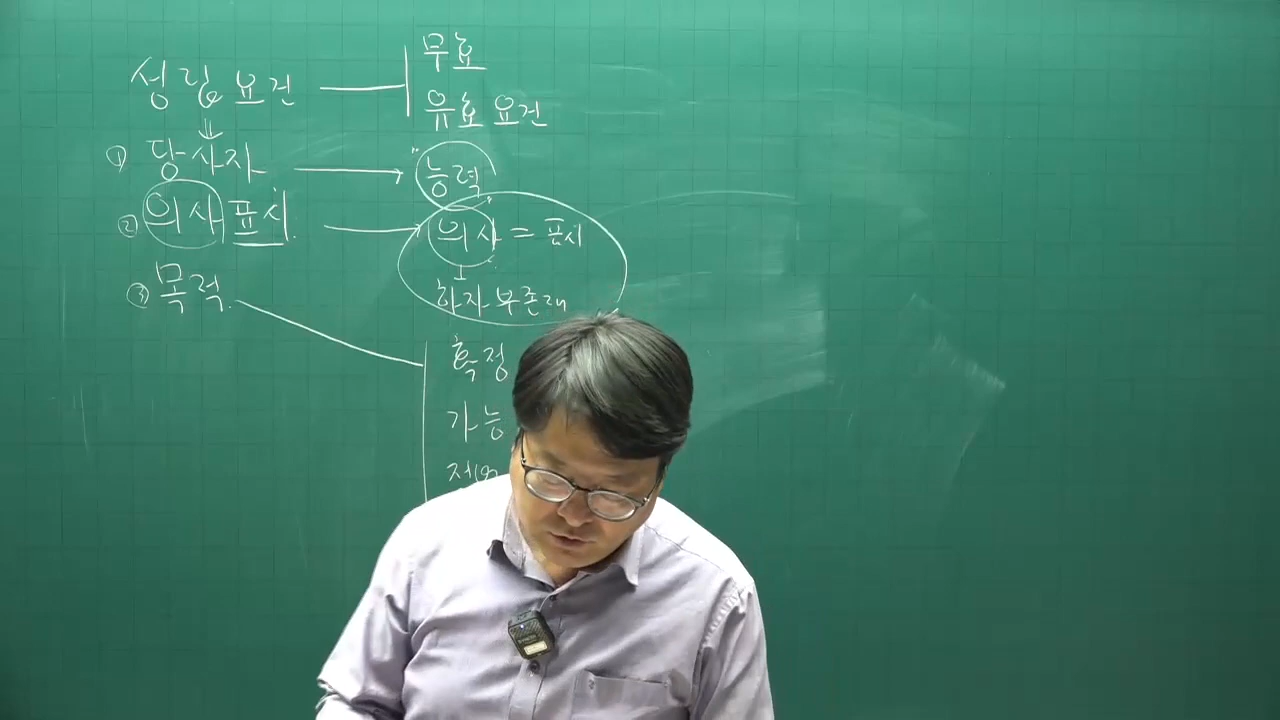 성립 요건 무효
유효 요건
① 당사자 능력
② 의사표시 의사 = 표시
하자 부존재
③ 목적
확정
가능